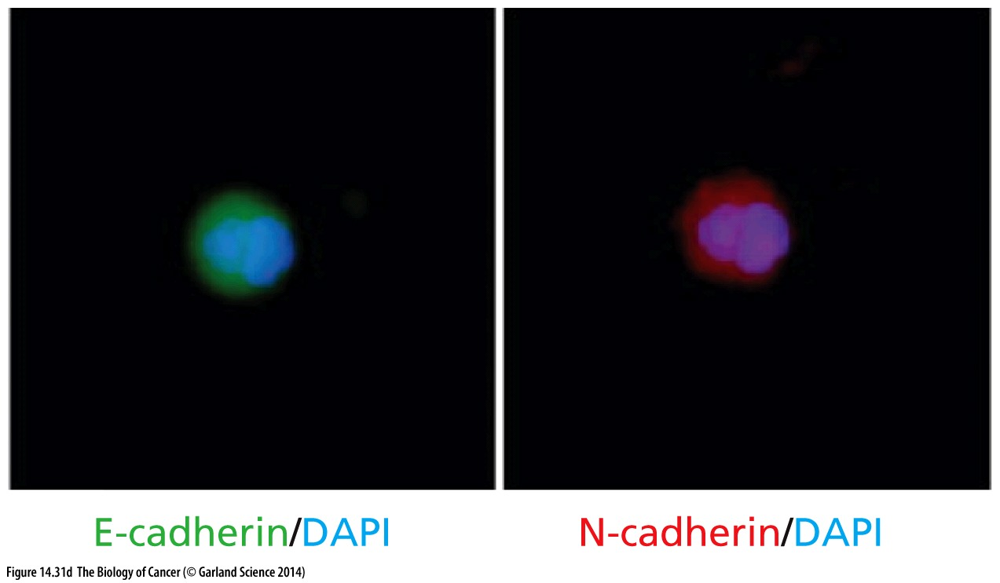 E-cadherin/DAPI
N-cadherin/DAPI
Figure 14.31d The Biology of Cancer (© Garland Science 2014)